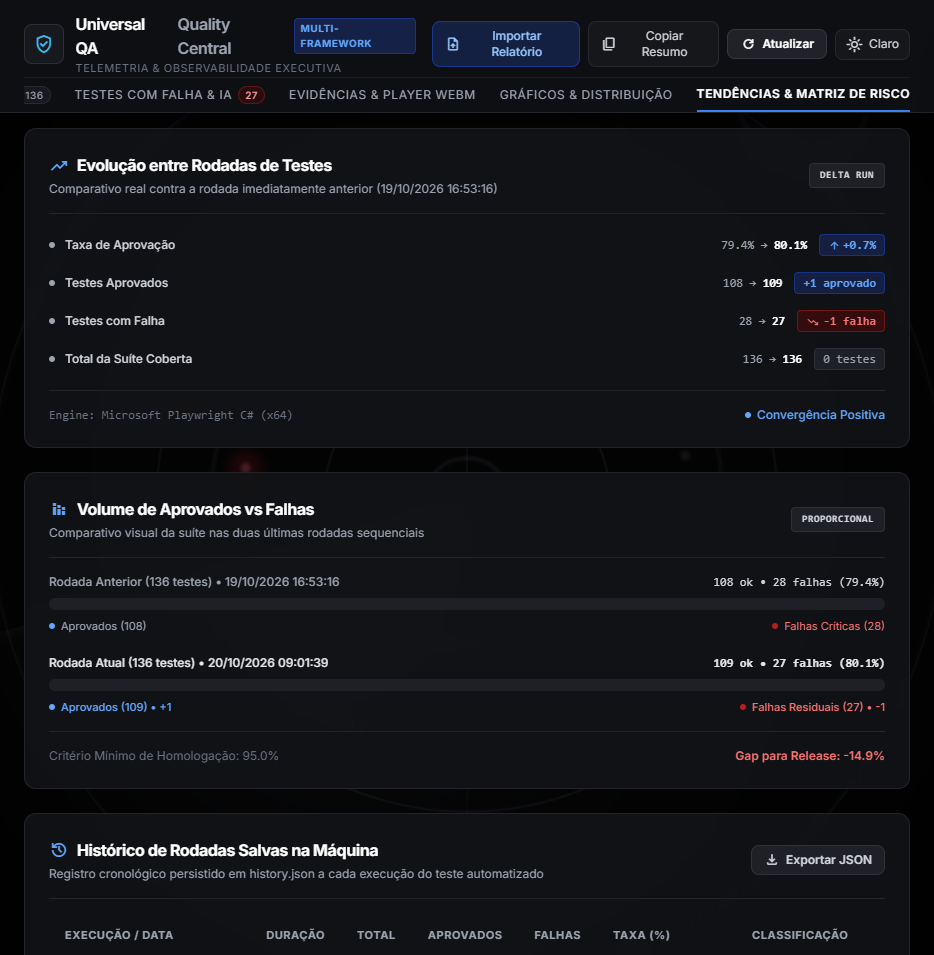 Universal QA
Quality Central
MULTI-FRAMEWORK
TELEMETRIA & OBSERVABILIDADE EXECUTIVA
Importar Relatório
Copiar Resumo
Atualizar
Claro
136
TESTES COM FALHA & IA 27
EVIDÊNCIAS & PLAYER WEBM
GRÁFICOS & DISTRIBUIÇÃO
TENDÊNCIAS & MATRIZ DE RISCO
Evolução entre Rodadas de Testes
Comparativo real contra a rodada imediatamente anterior (19/10/2026 16:53:16)
DELTA RUN
Taxa de Aprovação 79.4% → 80.1% ↑ +0.7%
Testes Aprovados 108 → 109 +1 aprovado
Testes com Falha 28 → 27 -1 falha
Total da Suíte Coberta 136 → 136 0 testes
Engine: Microsoft Playwright C# (x64)
• Convergência Positiva
Volume de Aprovados vs Falhas
Comparativo visual da suíte nas duas últimas rodadas sequenciais
PROPORCIONAL
Rodada Anterior (136 testes) • 19/10/2026 16:53:16 108 ok • 28 falhas (79.4%)
• Aprovados (108) • Falhas Críticas (28)
Rodada Atual (136 testes) • 20/10/2026 09:01:39 109 ok • 27 falhas (80.1%)
• Aprovados (109) • +1 • Falhas Residuais (27) • -1
Critério Mínimo de Homologação: 95.0% Gap para Release: -14.9%
Histórico de Rodadas Salvas na Máquina
Registro cronológico persistido em history.json a cada execução do teste automatizado
Exportar JSON
EXECUÇÃO / DATA DURAÇÃO TOTAL APROVADOS FALHAS TAXA (%) CLASSIFICAÇÃO